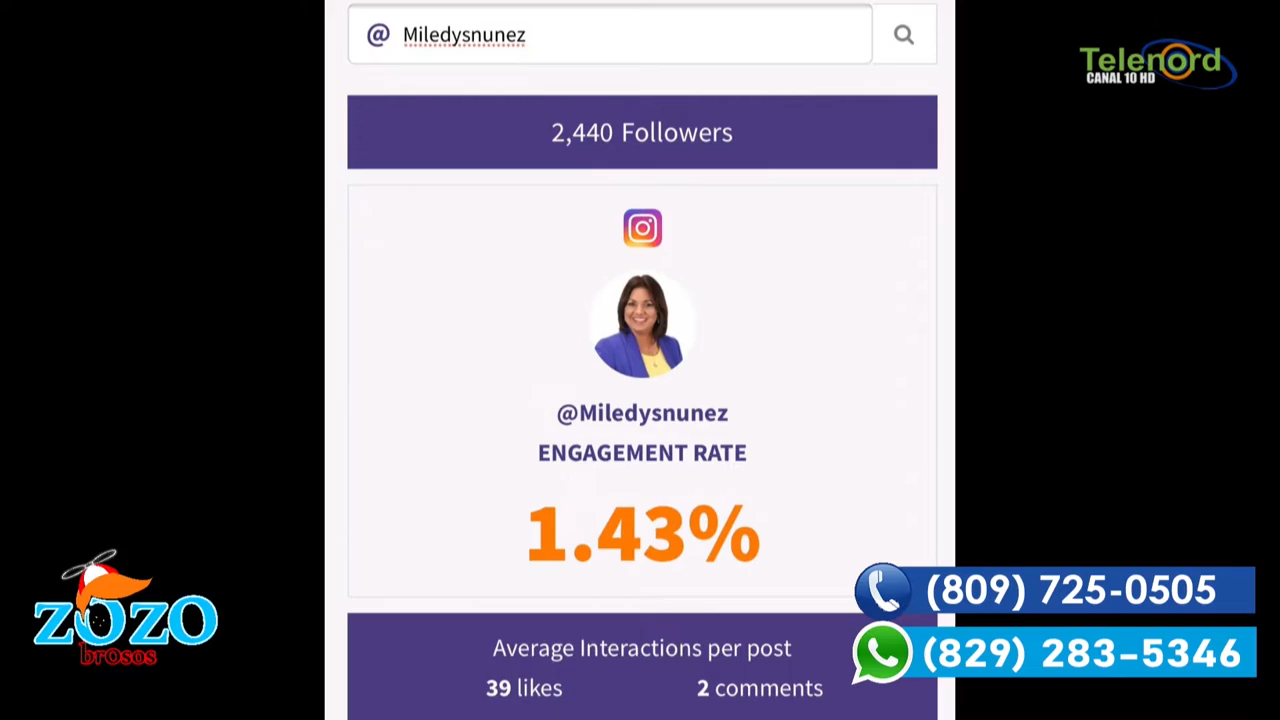 @ Miledysnunez
Telenord
CANAL 10 HD
2,440 Followers
@Miledysnunez
ENGAGEMENT RATE
1.43%
Average Interactions per post
39 likes
2 comments
ZOZO
brOsos
(809) 725-0505
(829) 283-5346